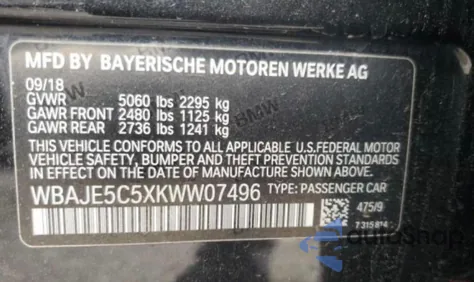 MFD BY BAYERISCHE MOTOREN WERKE AG
09/18
GVWR 5060 lbs 2295 kg
GAWR FRONT 2480 lbs 1125 kg
GAWR REAR 2736 lbs 1241 kg
THIS VEHICLE CONFORMS TO ALL APPLICABLE U.S.FEDERAL MOTOR
VEHICLE SAFETY, BUMPER AND THEFT PREVENTION STANDARDS
IN EFFECT ON THE DATE OF MANUFACTURE SHOWN ABOVE.
WBAJE5C5XKWW07496 TYPE: PASSENGER CAR
475/9
7315814
autoshop